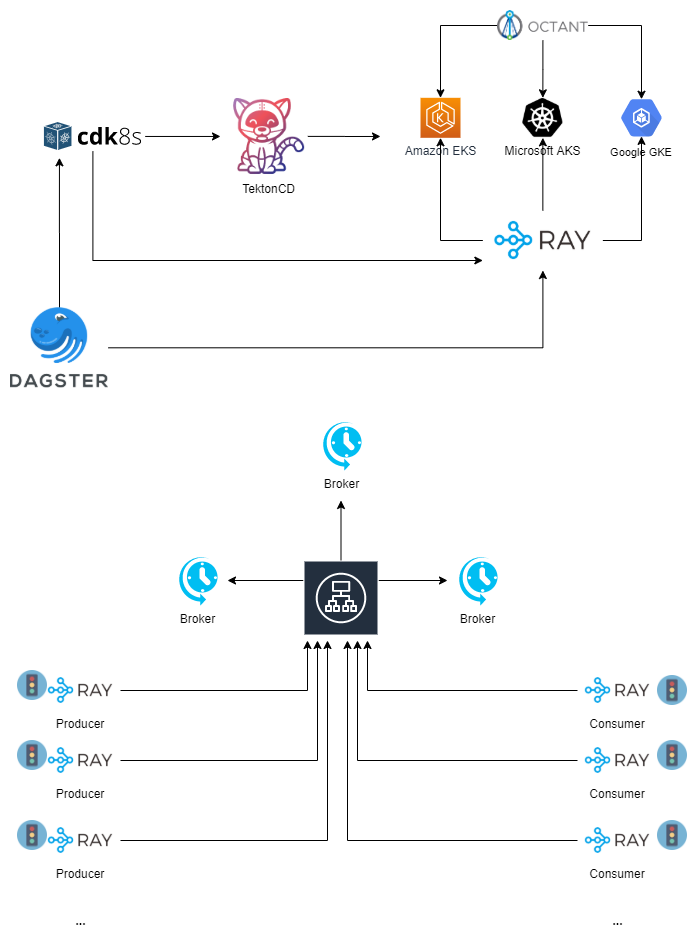 OCTANT
cdk8s
TektonCD
Amazon EKS
Microsoft AKS
Google GKE
RAY
DAGSTER
Broker
Broker
Broker
RAY
Producer
RAY
Consumer
RAY
Producer
RAY
Consumer
RAY
Producer
RAY
Consumer
...
...